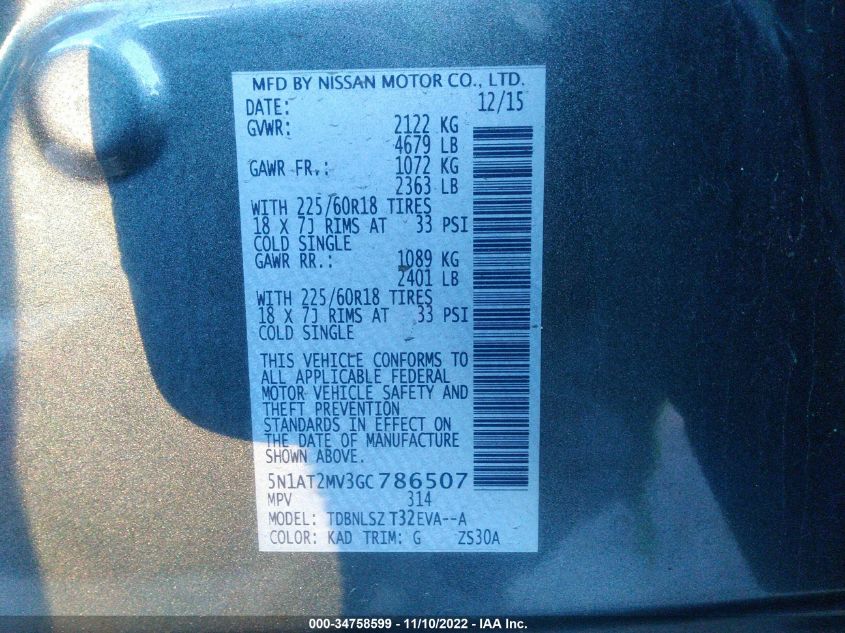 MFD BY NISSAN MOTOR CO., LTD.
DATE: 12/15
GVWR: 2122 KG
4679 LB
GAWR FR.: 1072 KG
2363 LB
WITH 225/60R18 TIRES
18 X 7J RIMS AT 33 PSI
COLD SINGLE
GAWR RR.: 1089 KG
2401 LB
WITH 225/60R18 TIRES
18 X 7J RIMS AT 33 PSI
COLD SINGLE
THIS VEHICLE CONFORMS TO
ALL APPLICABLE FEDERAL
MOTOR VEHICLE SAFETY AND
THEFT PREVENTION
STANDARDS IN EFFECT ON
THE DATE OF MANUFACTURE
SHOWN ABOVE.
5N1AT2MV3GC786507
MPV 314
MODEL: TDBNLSZ T32EVA--A
COLOR: KAD TRIM: G ZS30A
000-34758599 - 11/10/2022 - IAA Inc.